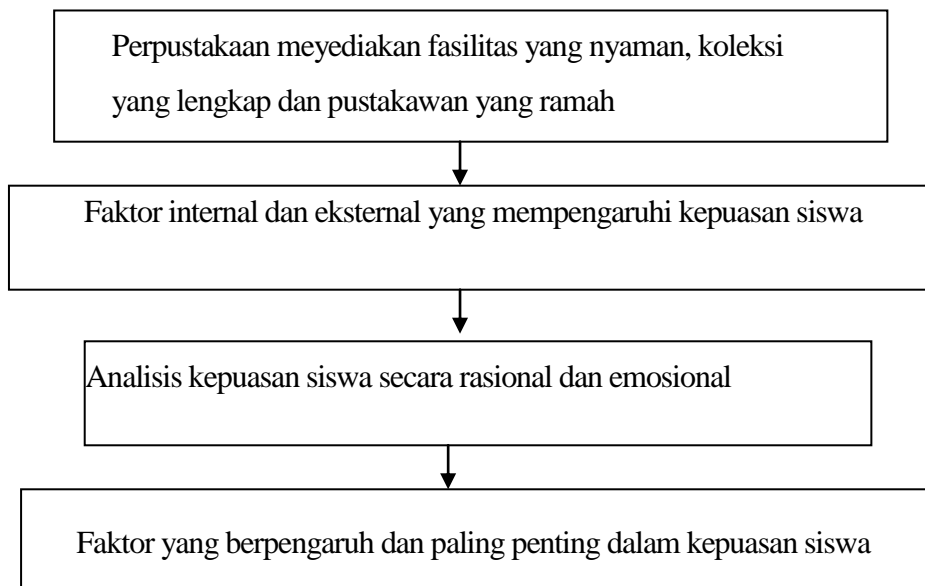 Perpustakaan meyediakan fasilitas yang nyaman, koleksi
yang lengkap dan pustakawan yang ramah
Faktor internal dan eksternal yang mempengaruhi kepuasan siswa
Analisis kepuasan siswa secara rasional dan emosional
Faktor yang berpengaruh dan paling penting dalam kepuasan siswa